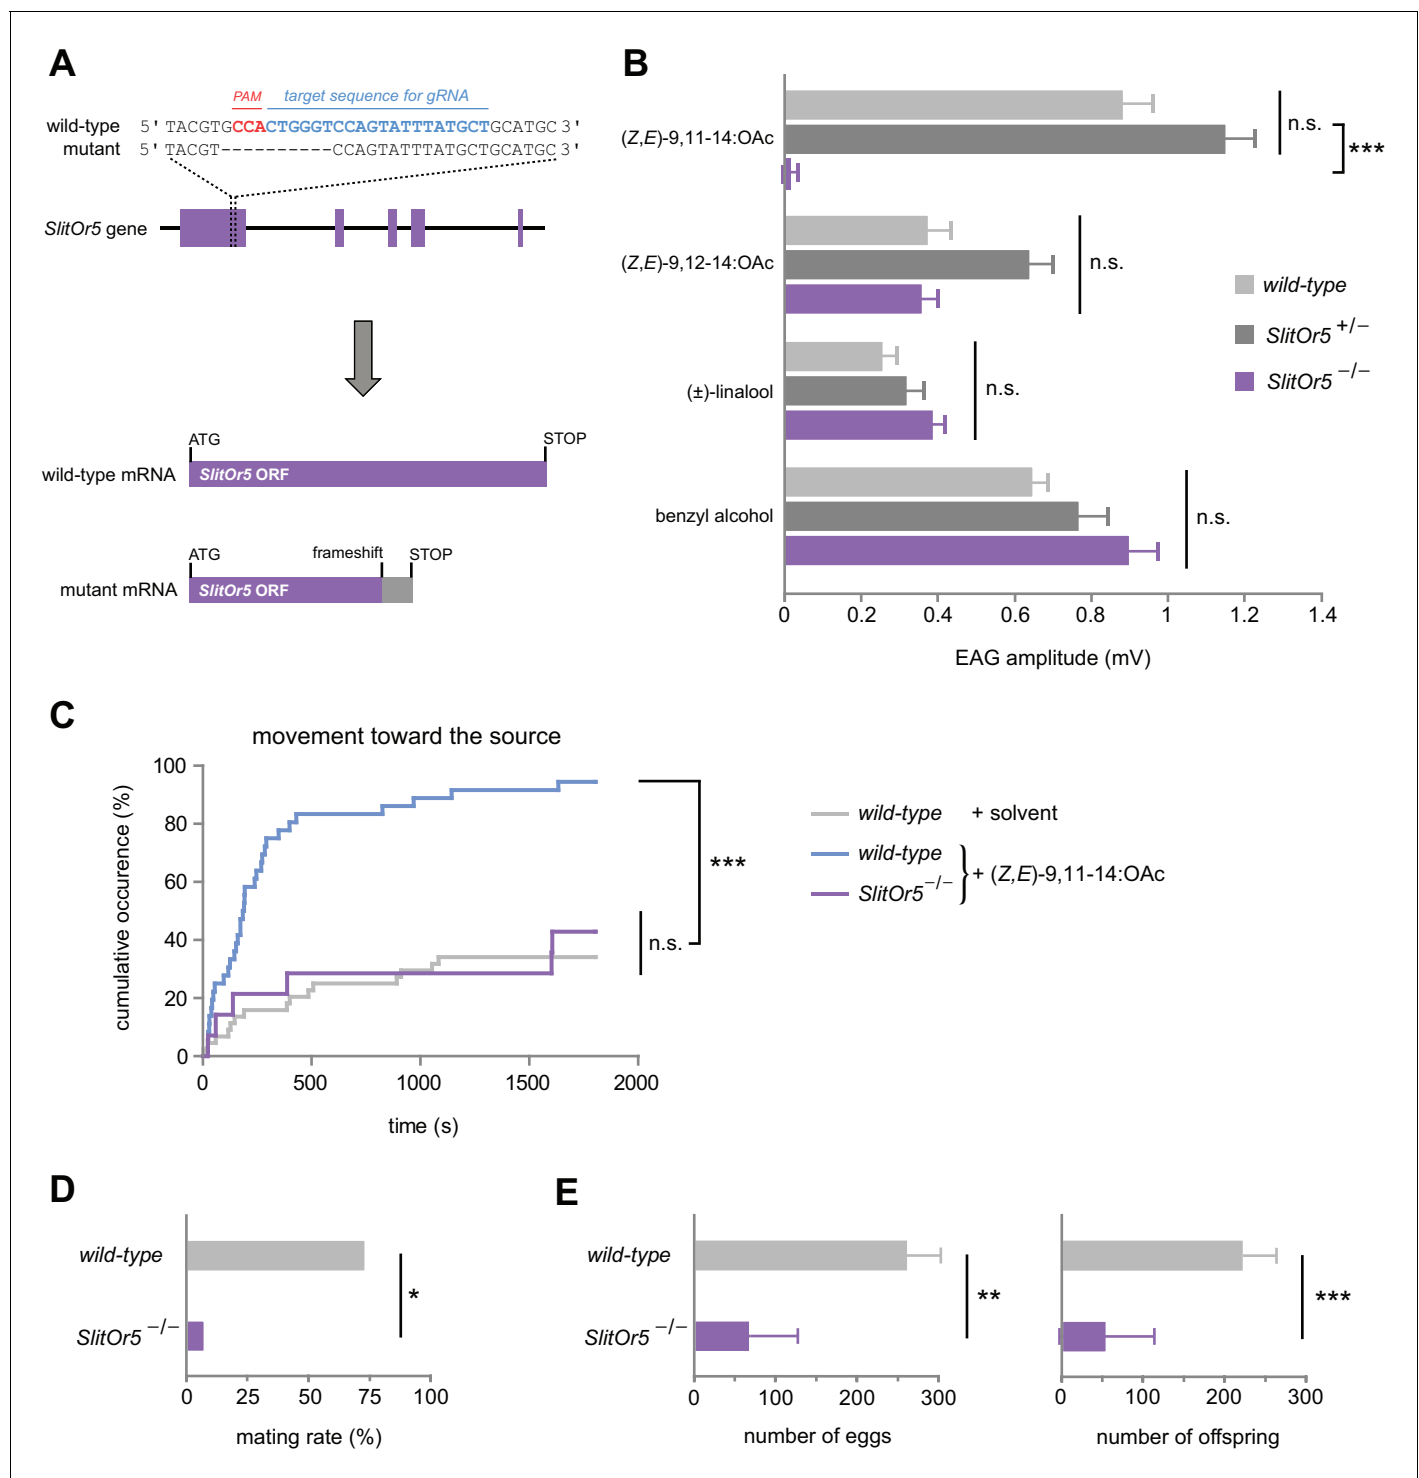 A
PAM target sequence for gRNA
wild-type 5' TACGTGCCACTGGGTCCAGTATTTATGCTGCATGC 3'
mutant 5' TACGT----------CCAGTATTTATGCTGCATGC 3'
SlitOr5 gene
ATG STOP
wild-type mRNA SlitOr5 ORF
ATG frameshift STOP
mutant mRNA SlitOr5 ORF
B
(Z,E)-9,11-14:OAc n.s. ***
(Z,E)-9,12-14:OAc n.s.
(±)-linalool n.s.
benzyl alcohol n.s.
wild-type
SlitOr5 +/−
SlitOr5 −/−
0 0.2 0.4 0.6 0.8 1 1.2 1.4
EAG amplitude (mV)
C
movement toward the source
cumulative occurence (%)
100
80
60
40
20
0
0 500 1000 1500 2000
time (s)
***
n.s.
wild-type + solvent
wild-type
SlitOr5 −/− } + (Z,E)-9,11-14:OAc
D
wild-type
SlitOr5 −/−
*
0 25 50 75 100
mating rate (%)
E
wild-type
SlitOr5 −/−
**
0 100 200 300
number of eggs
***
0 100 200 300
number of offspring